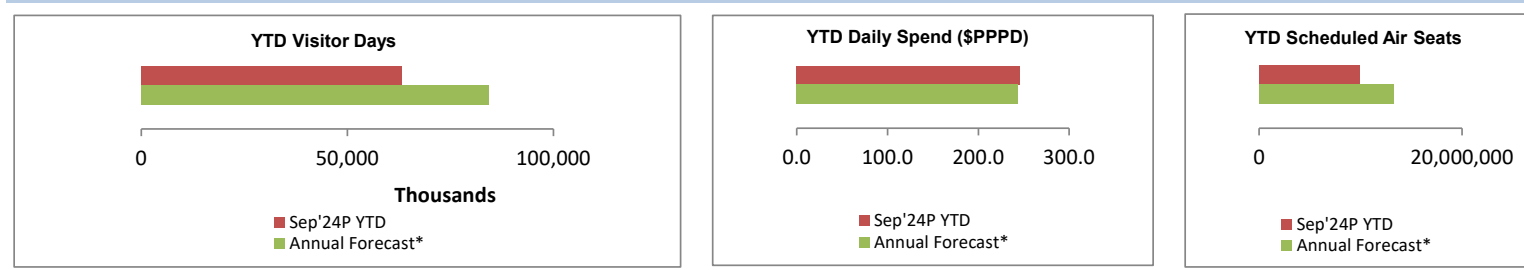 YTD Visitor Days
0
50,000
100,000
Thousands
Sep'24P YTD
Annual Forecast*
YTD Daily Spend ($PPPD)
0.0
100.0
200.0
300.0
Sep'24P YTD
Annual Forecast*
YTD Scheduled Air Seats
0
20,000,000
Sep'24P YTD
Annual Forecast*